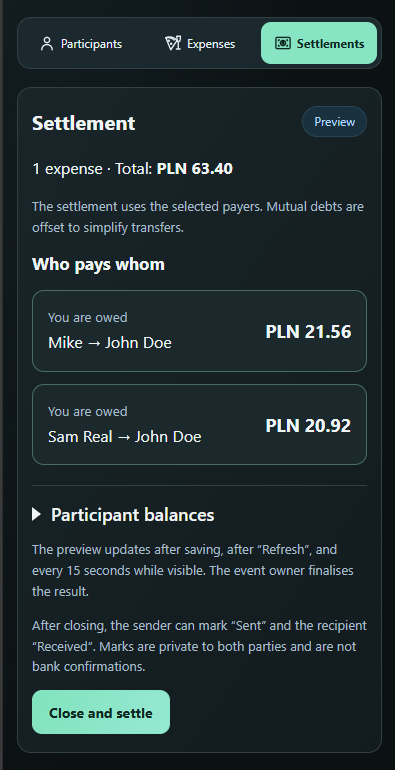 Participants Expenses Settlements
Settlement Preview
1 expense · Total: PLN 63.40
The settlement uses the selected payers. Mutual debts are
offset to simplify transfers.
Who pays whom
You are owed
Mike → John Doe PLN 21.56
You are owed
Sam Real → John Doe PLN 20.92
Participant balances
The preview updates after saving, after “Refresh”, and
every 15 seconds while visible. The event owner finalises
the result.
After closing, the sender can mark “Sent” and the recipient
“Received”. Marks are private to both parties and are not
bank confirmations.
Close and settle